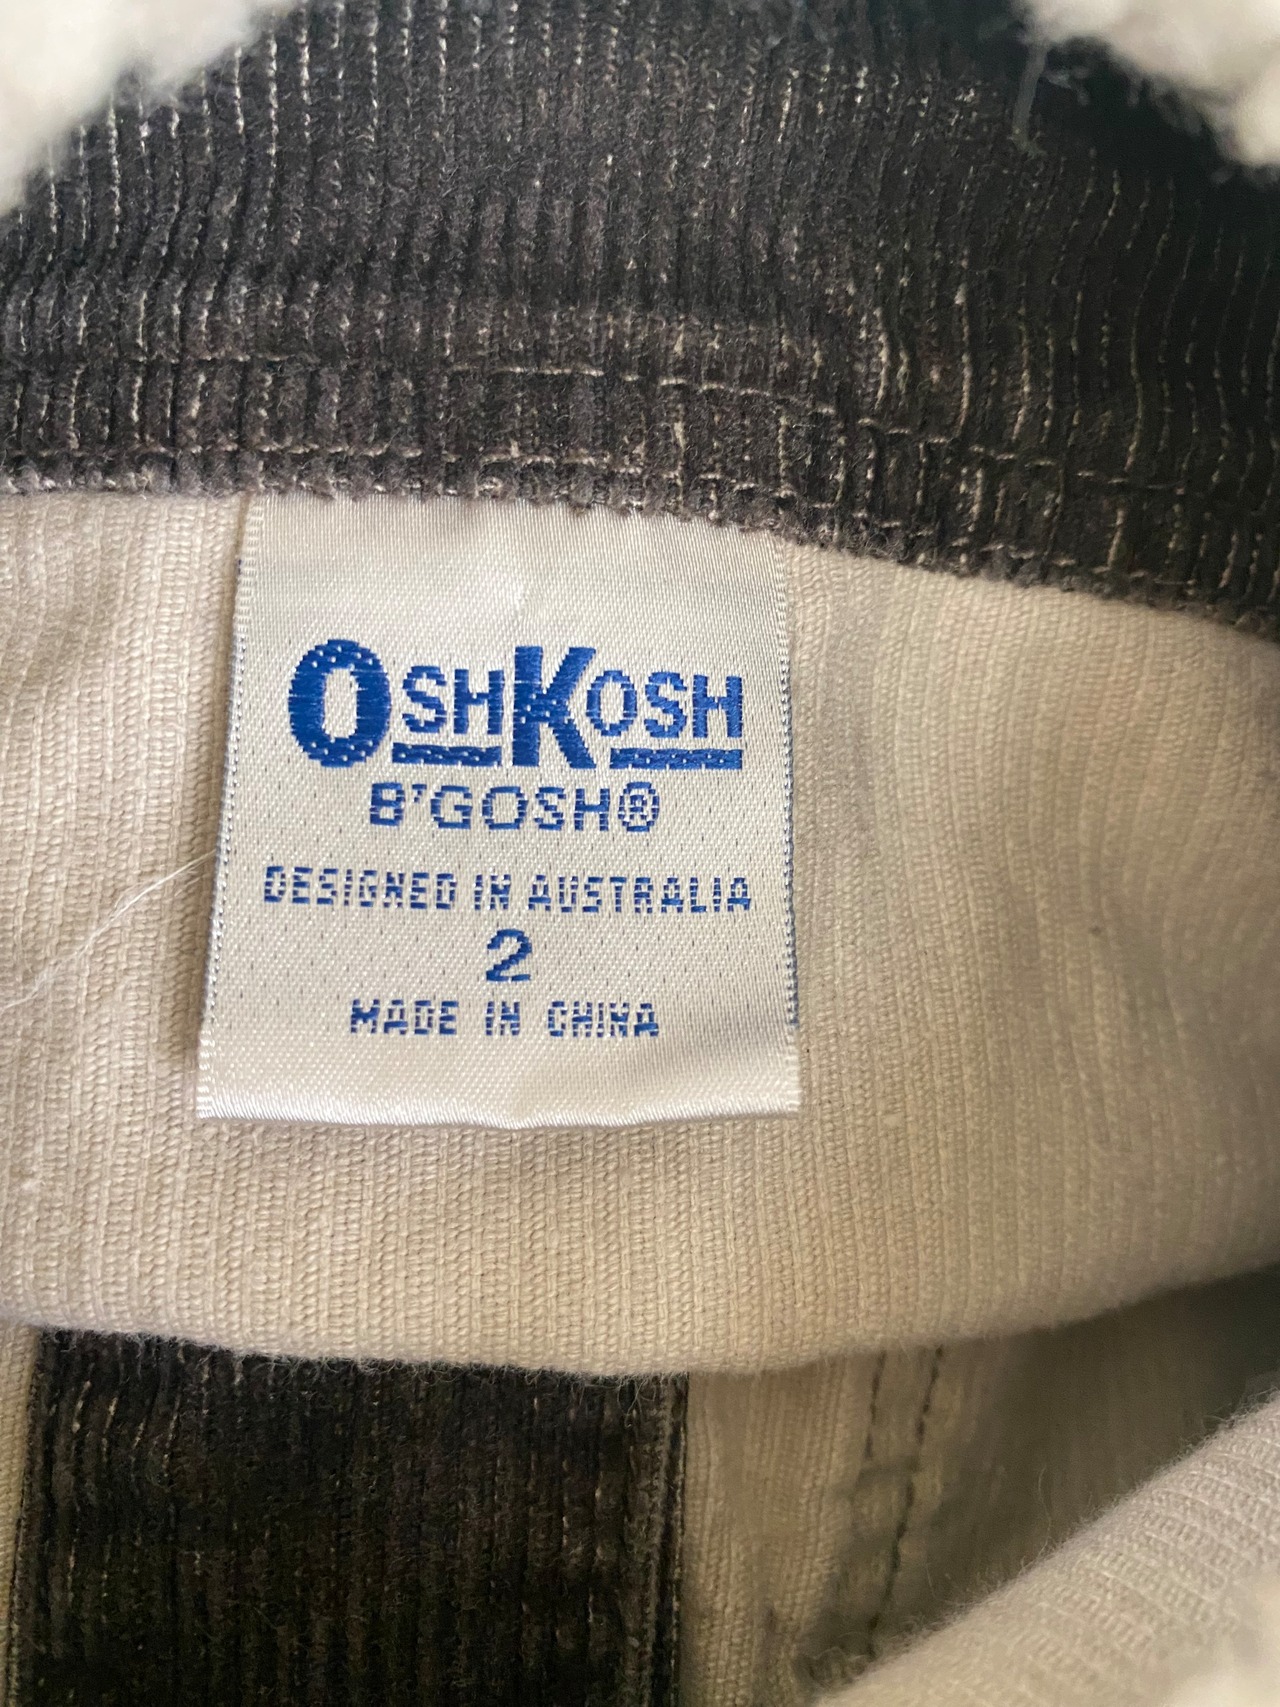 OSHKOSH
B'GOSH®
DESIGNED IN AUSTRALIA
2
MADE IN CHINA